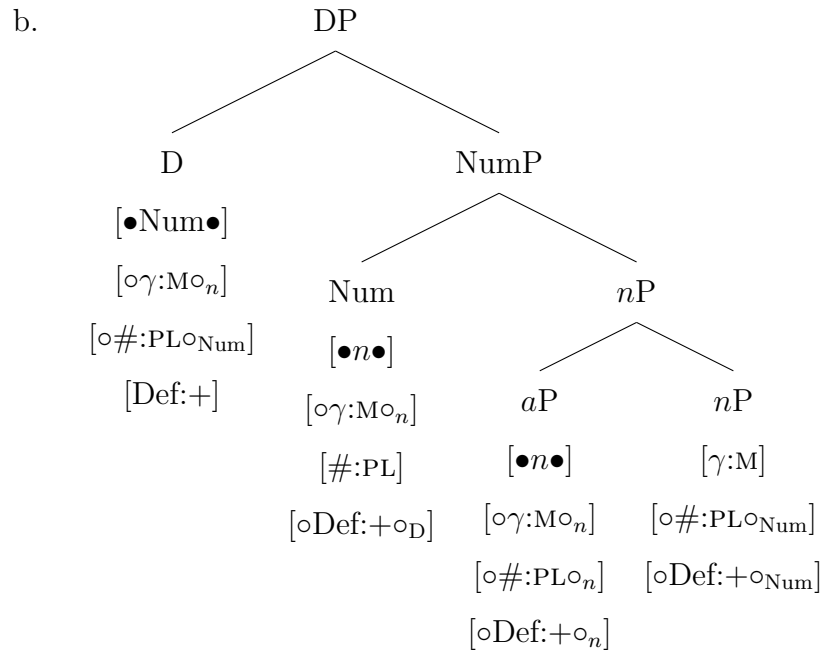 b. DP
D NumP
[●Num●]
[○γ:M○n]
[○#:PL○Num]
[Def:+]
Num nP
[●n●]
[○γ:M○n]
[#:PL]
[○Def:+○D]
aP nP
[●n●] [γ:M]
[○γ:M○n] [○#:PL○Num]
[○#:PL○n] [○Def:+○Num]
[○Def:+○n]